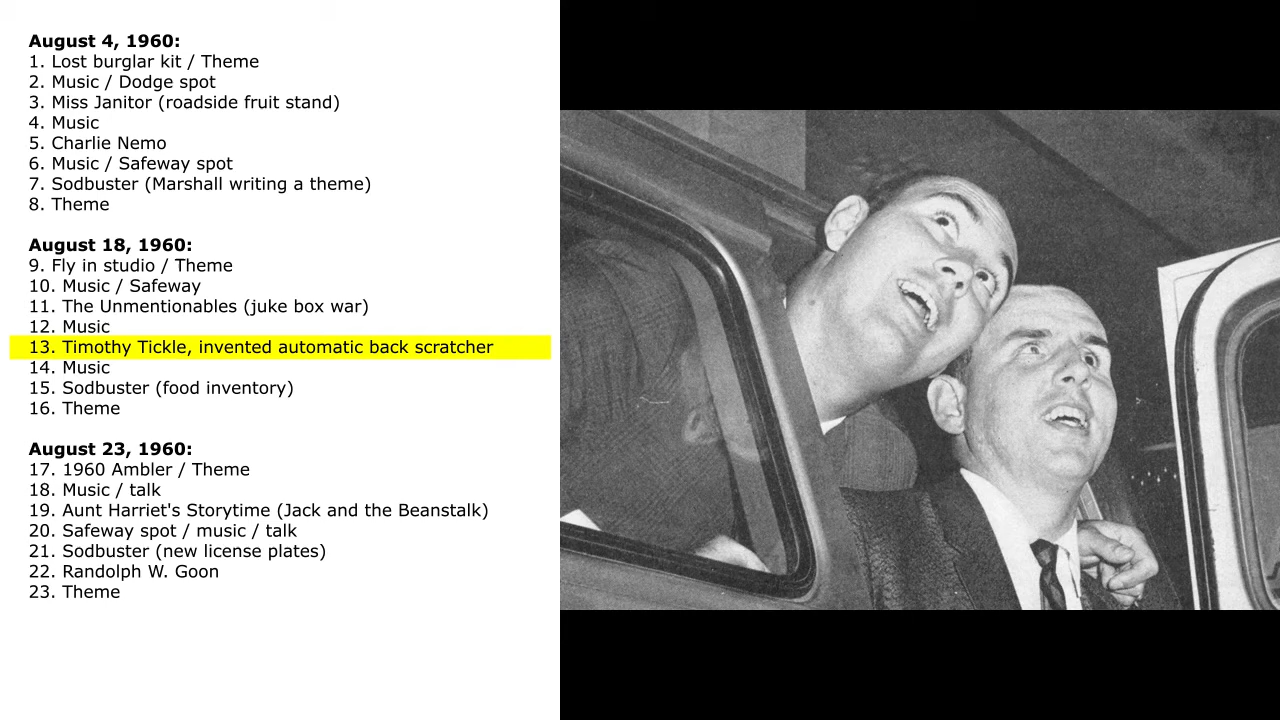 August 4, 1960:
1. Lost burglar kit / Theme
2. Music / Dodge spot
3. Miss Janitor (roadside fruit stand)
4. Music
5. Charlie Nemo
6. Music / Safeway spot
7. Sodbuster (Marshall writing a theme)
8. Theme
August 18, 1960:
9. Fly in studio / Theme
10. Music / Safeway
11. The Unmentionables (juke box war)
12. Music
13. Timothy Tickle, invented automatic back scratcher
14. Music
15. Sodbuster (food inventory)
16. Theme
August 23, 1960:
17. 1960 Ambler / Theme
18. Music / talk
19. Aunt Harriet's Storytime (Jack and the Beanstalk)
20. Safeway spot / music / talk
21. Sodbuster (new license plates)
22. Randolph W. Goon
23. Theme